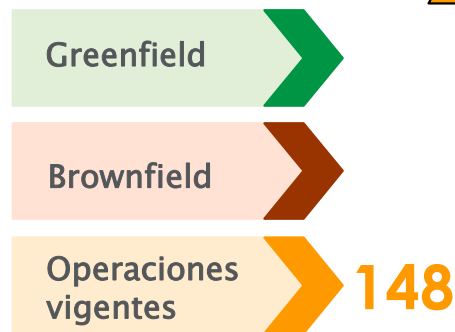 Greenfield
Brownfield
Operaciones
vigentes
148